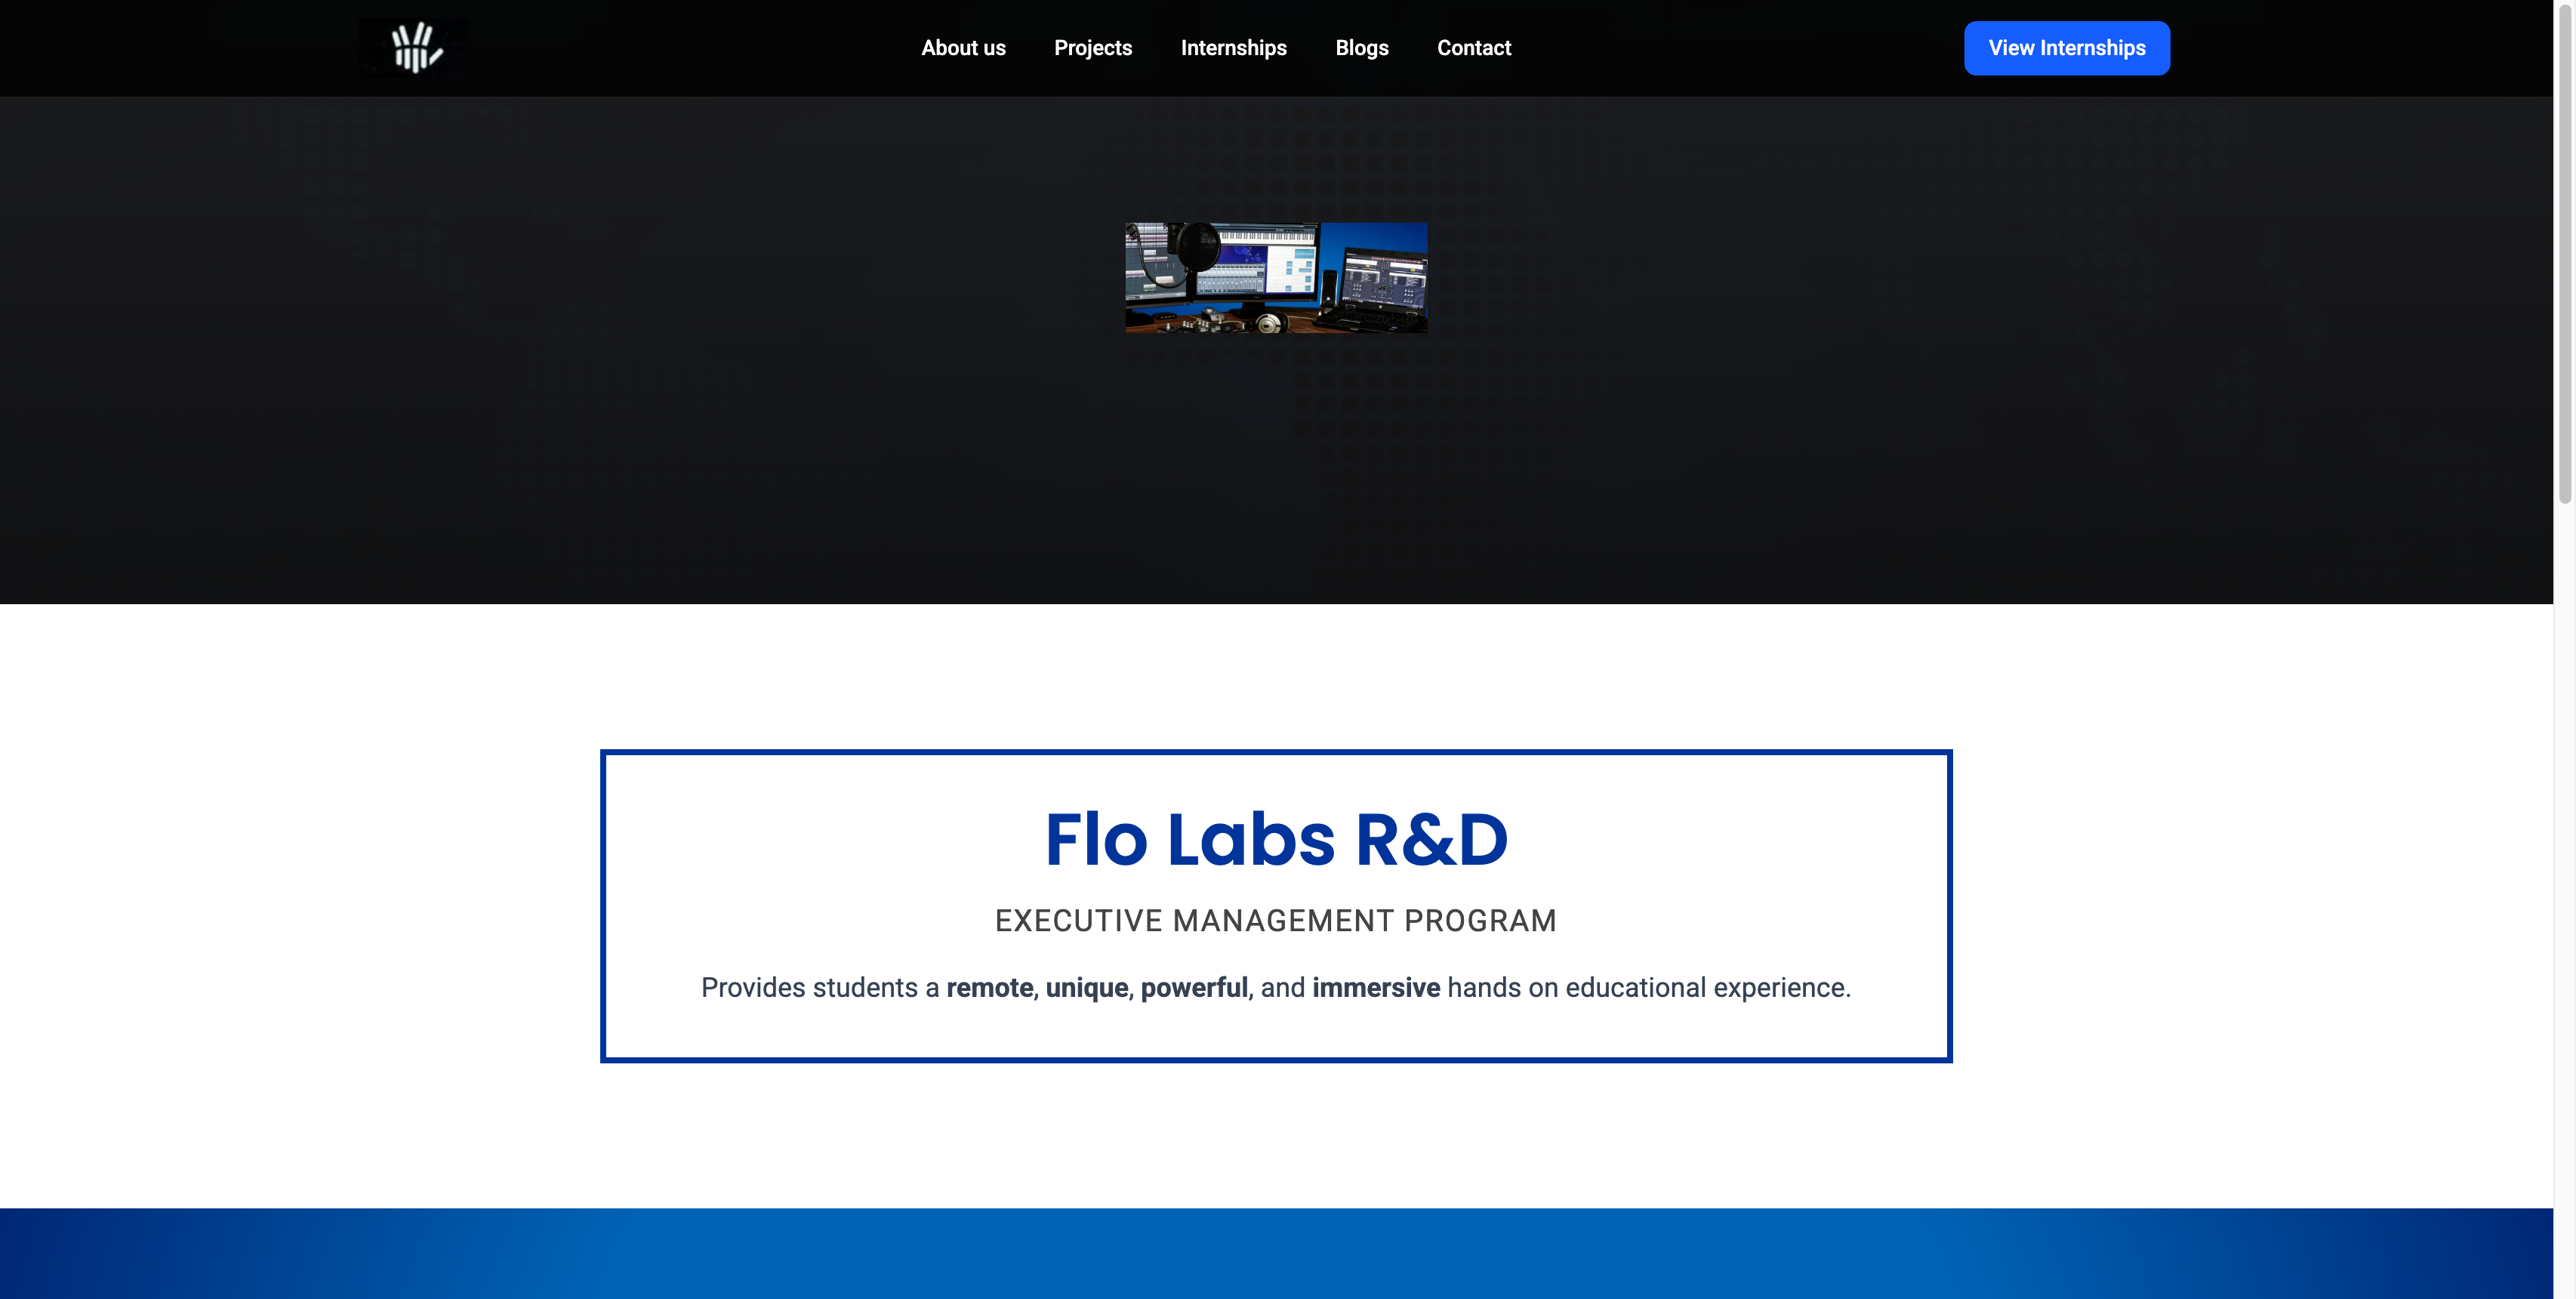 About us
Projects
Internships
Blogs
Contact
View Internships
Flo Labs R&D
EXECUTIVE MANAGEMENT PROGRAM
Provides students a remote, unique, powerful, and immersive hands on educational experience.